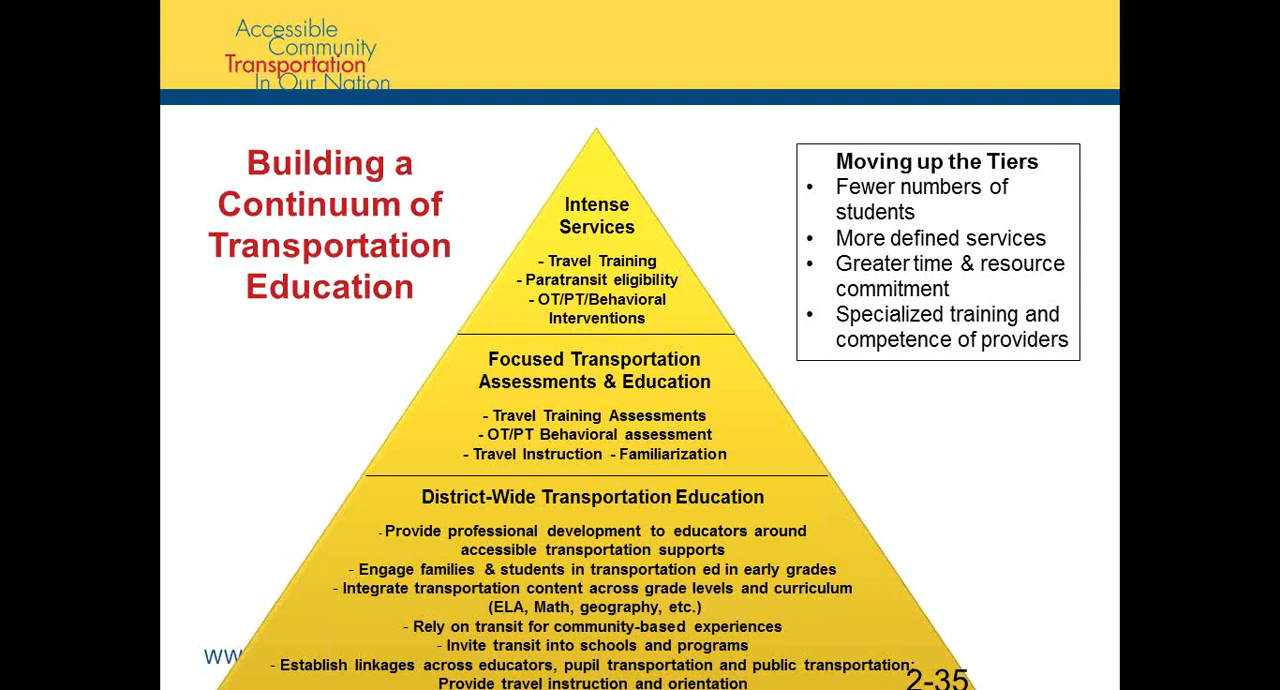 Accessible
Community
Transportation
In Our Nation
Building a
Continuum of
Transportation
Education
Intense
Services
- Travel Training
- Paratransit eligibility
- OT/PT/Behavioral
Interventions
Focused Transportation
Assessments & Education
- Travel Training Assessments
- OT/PT Behavioral assessment
- Travel Instruction - Familiarization
District-Wide Transportation Education
- Provide professional development to educators around
accessible transportation supports
- Engage families & students in transportation ed in early grades
- Integrate transportation content across grade levels and curriculum
(ELA, Math, geography, etc.)
- Rely on transit for community-based experiences
- Invite transit into schools and programs
- Establish linkages across educators, pupil transportation and public transportation:
Provide travel instruction and orientation
Moving up the Tiers
• Fewer numbers of
students
• More defined services
• Greater time & resource
commitment
• Specialized training and
competence of providers
2-35